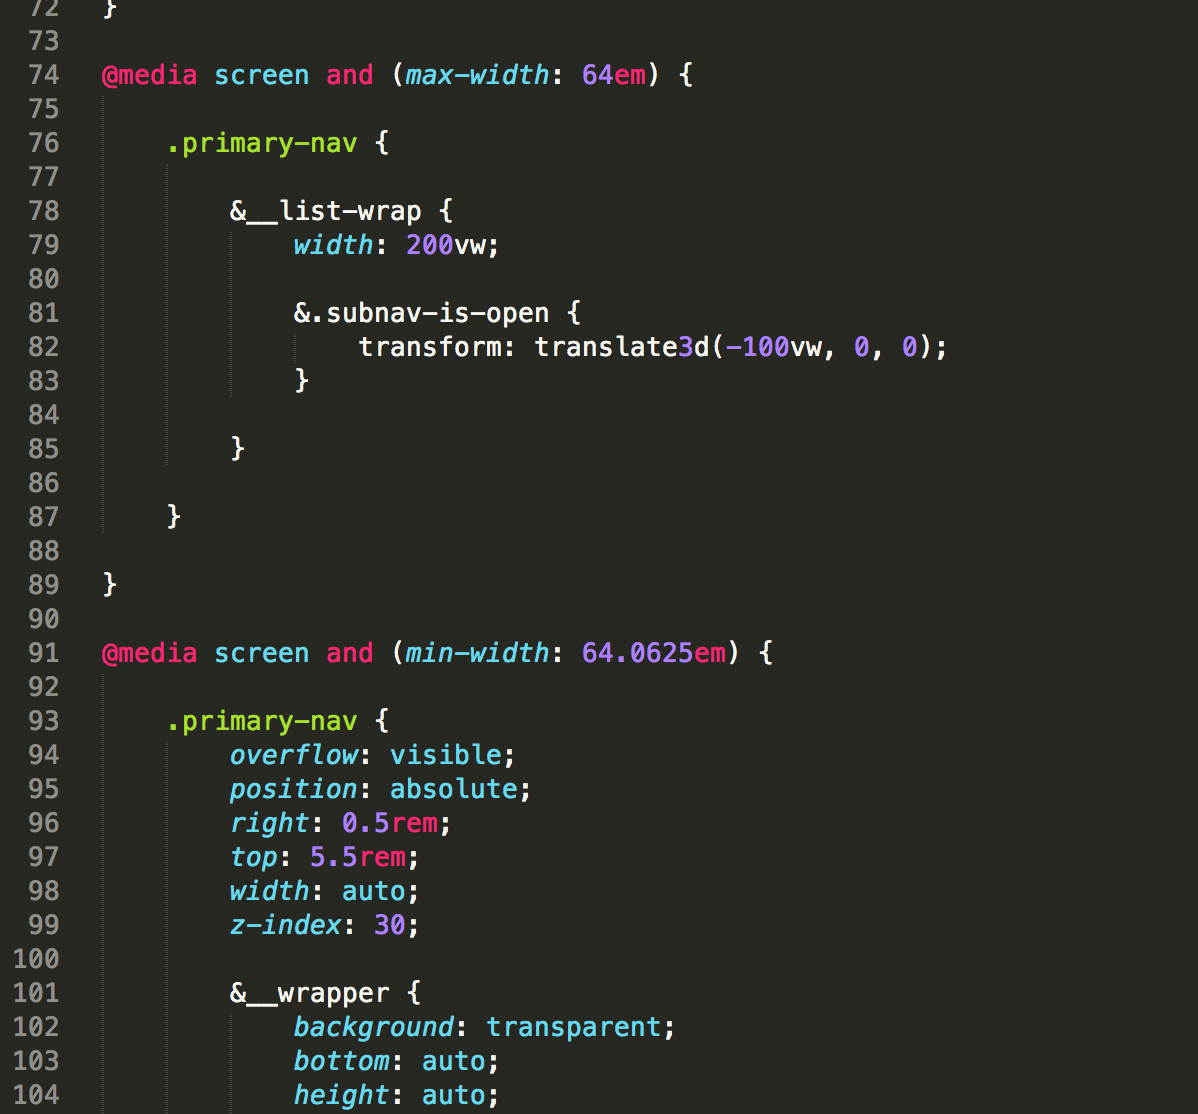 72 }
73
74 @media screen and (max-width: 64em) {
75
76 .primary-nav {
77
78 &__list-wrap {
79 width: 200vw;
80
81 &.subnav-is-open {
82 transform: translate3d(-100vw, 0, 0);
83 }
84
85 }
86
87 }
88
89 }
90
91 @media screen and (min-width: 64.0625em) {
92
93 .primary-nav {
94 overflow: visible;
95 position: absolute;
96 right: 0.5rem;
97 top: 5.5rem;
98 width: auto;
99 z-index: 30;
100
101 &__wrapper {
102 background: transparent;
103 bottom: auto;
104 height: auto;